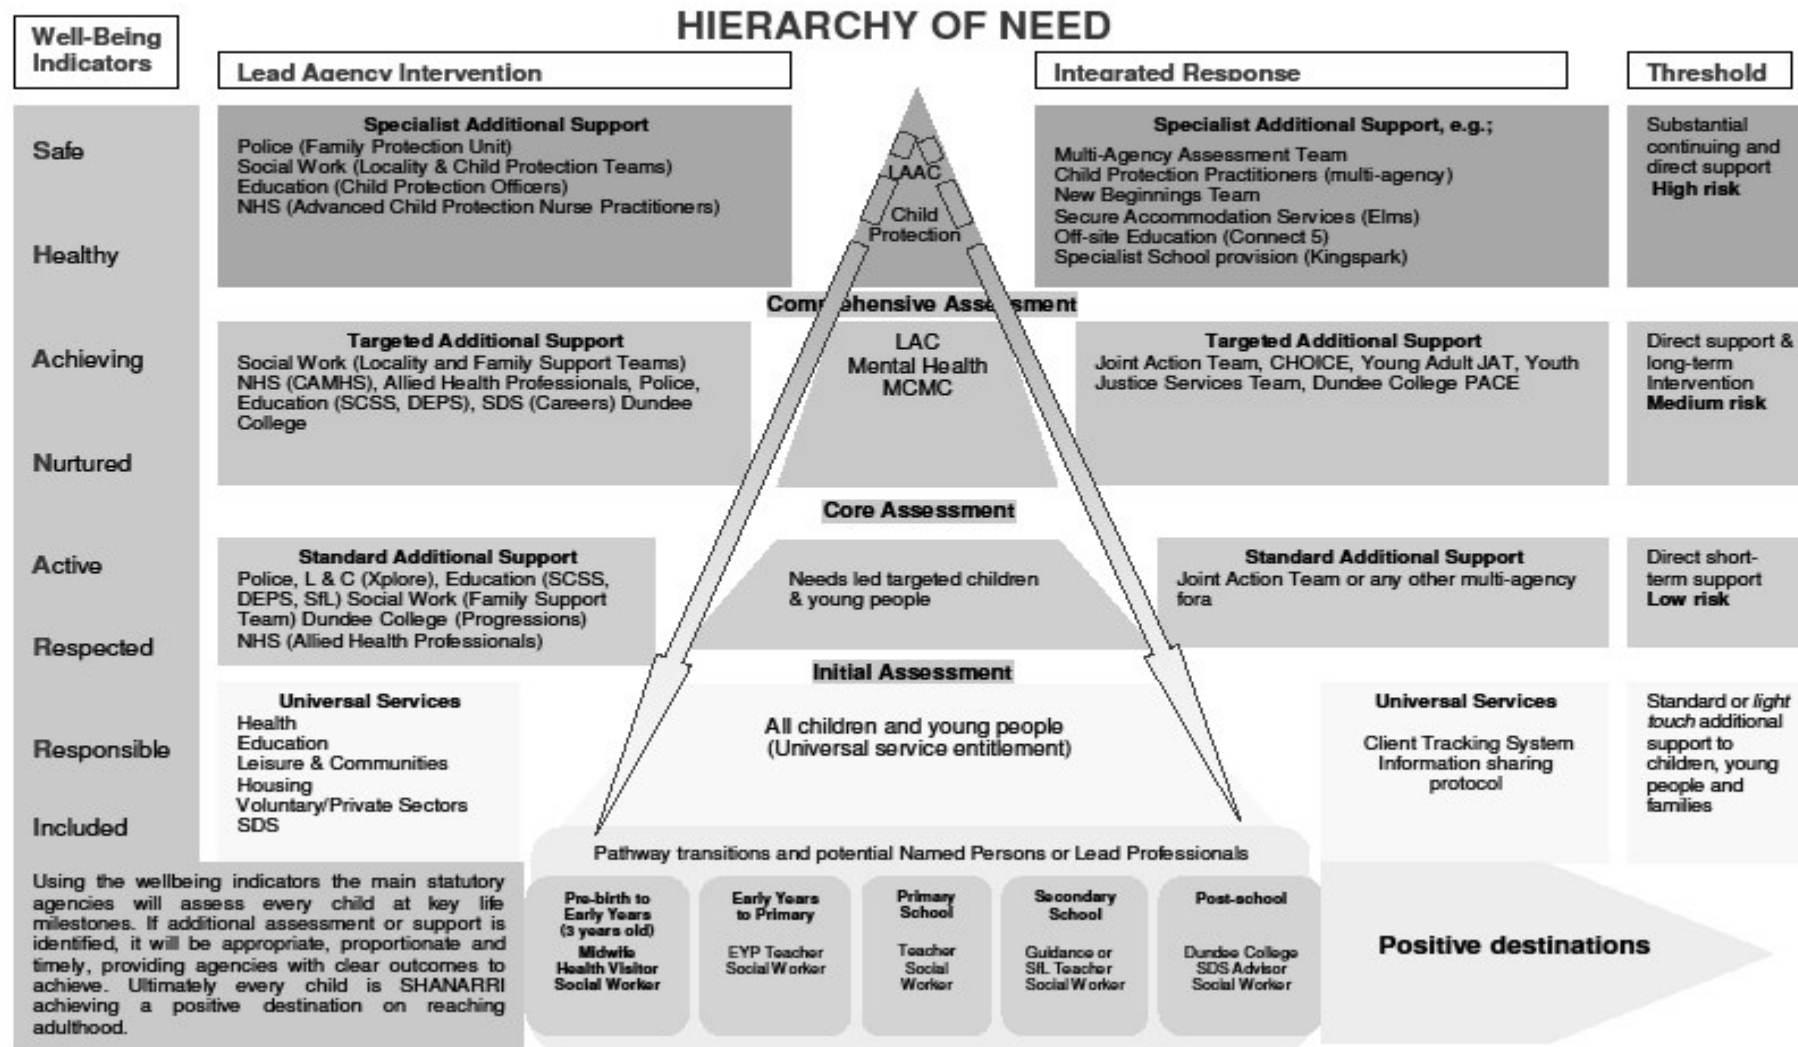 HIERARCHY OF NEED
Well-Being
Indicators
Lead Agency Intervention
Integrated Response
Threshold
Safe
Healthy
Achieving
Nurtured
Active
Respected
Responsible
Included
Specialist Additional Support
Police (Family Protection Unit)
Social Work (Locality & Child Protection Teams)
Education (Child Protection Officers)
NHS (Advanced Child Protection Nurse Practitioners)
LAAC
Child
Protection
Specialist Additional Support, e.g.;
Multi-Agency Assessment Team
Child Protection Practitioners (multi-agency)
New Beginnings Team
Secure Accommodation Services (Elms)
Off-site Education (Connect 5)
Specialist School provision (Kingspark)
Substantial
continuing and
direct support
High risk
Comprehensive Assessment
Targeted Additional Support
Social Work (Locality and Family Support Teams)
NHS (CAMHS), Allied Health Professionals, Police,
Education (SCSS, DEPS), SDS (Careers) Dundee
College
LAC
Mental Health
MCMC
Targeted Additional Support
Joint Action Team, CHOICE, Young Adult JAT, Youth
Justice Services Team, Dundee College PACE
Direct support &
long-term
Intervention
Medium risk
Core Assessment
Standard Additional Support
Police, L & C (Xplore), Education (SCSS,
DEPS, SfL) Social Work (Family Support
Team) Dundee College (Progressions)
NHS (Allied Health Professionals)
Needs led targeted children
& young people
Standard Additional Support
Joint Action Team or any other multi-agency
fora
Direct short-
term support
Low risk
Initial Assessment
Universal Services
Health
Education
Leisure & Communities
Housing
Voluntary/Private Sectors
SDS
All children and young people
(Universal service entitlement)
Universal Services
Client Tracking System
Information sharing
protocol
Standard or light
touch additional
support to
children, young
people and
families
Pathway transitions and potential Named Persons or Lead Professionals
Using the wellbeing indicators the main statutory
agencies will assess every child at key life
milestones. If additional assessment or support is
identified, it will be appropriate, proportionate and
timely, providing agencies with clear outcomes to
achieve. Ultimately every child is SHANARRI
achieving a positive destination on reaching
adulthood.
Pre-birth to
Early Years
(3 years old)
Midwife
Health Visitor
Social Worker
Early Years
to Primary
EYP Teacher
Social Worker
Primary
School
Teacher
Social
Worker
Secondary
School
Guidance or
SfL Teacher
Social Worker
Post-school
Dundee College
SDS Advisor
Social Worker
Positive destinations